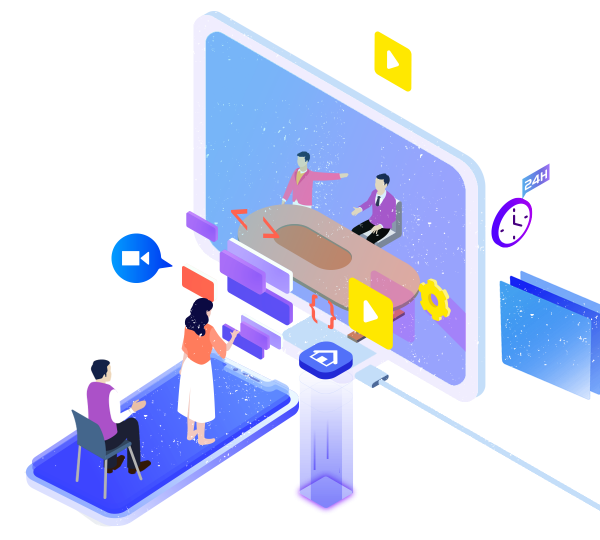 24H
< >
{ }